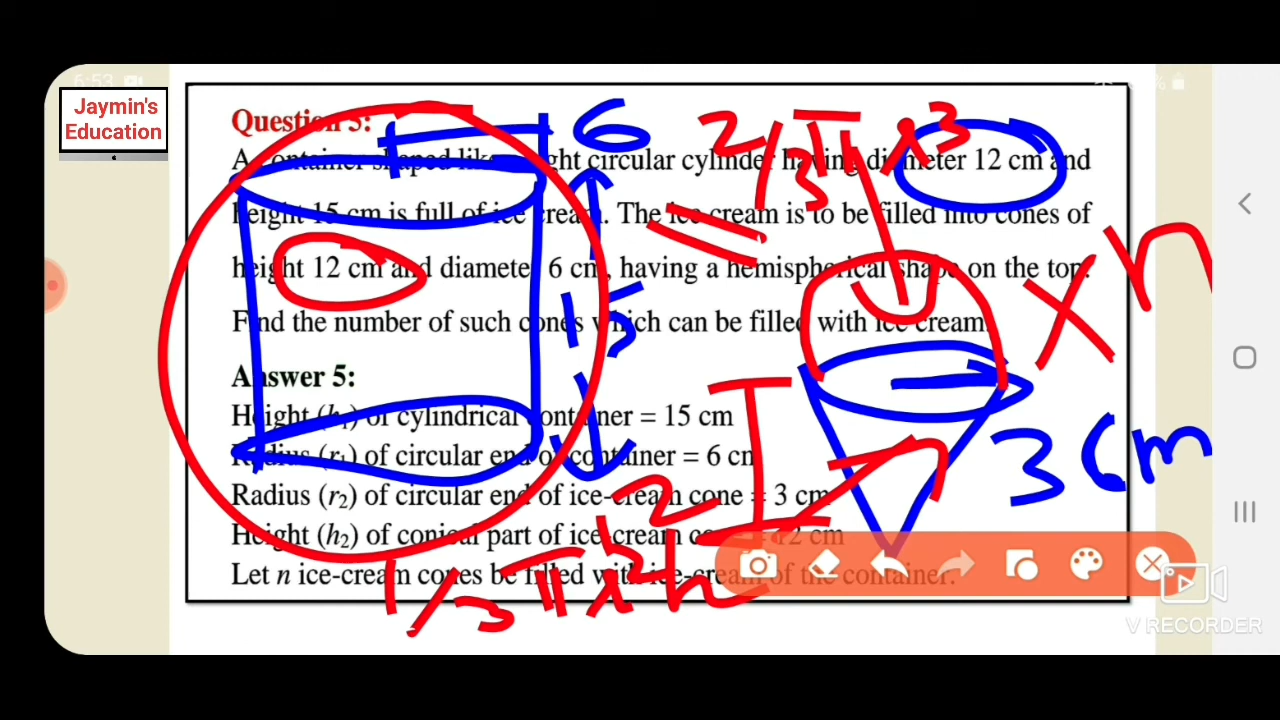 6:53
Jaymin's
Education
Question 5:
A container shaped like a right circular cylinder having diameter 12 cm and
height 15 cm is full of ice cream. The ice cream is to be filled into cones of
height 12 cm and diameter 6 cm, having a hemispherical shape on the top.
Find the number of such cones which can be filled with ice cream.
Answer 5:
Height (h₁) of cylindrical container = 15 cm
Radius (r₁) of circular end of container = 6 cm
Radius (r₂) of circular end of ice-cream cone = 3 cm
Height (h₂) of conical part of ice-cream cone = 12 cm
Let n ice-cream cones be filled with ice-cream of the container.
6
15
2/3πr³
×n
3cm
12
1/3πr²h
V RECORDER